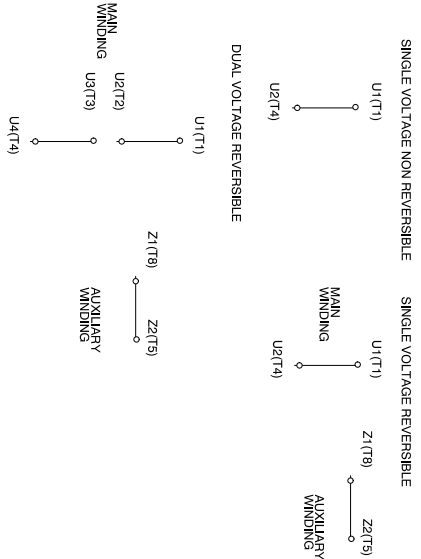 SINGLE VOLTAGE NON REVERSIBLE
U1(T1)
U2(T4)
SINGLE VOLTAGE REVERSIBLE
U1(T1)
MAIN
WINDING
U2(T4)
Z1(T8)
Z2(T5)
AUXILIARY
WINDING
DUAL VOLTAGE REVERSIBLE
U1(T1)
MAIN
WINDING
U2(T2)
U3(T3)
U4(T4)
Z1(T8)
Z2(T5)
AUXILIARY
WINDING